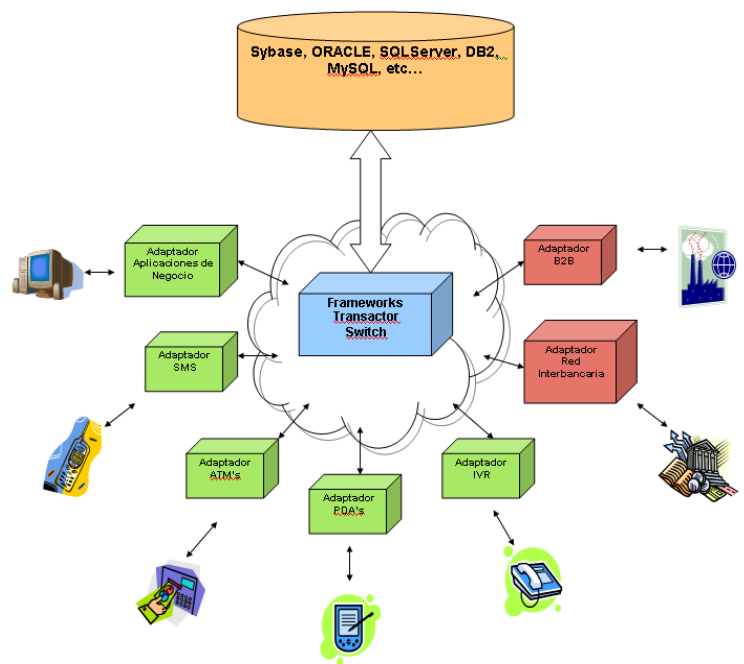 Sybase, ORACLE, SQLServer, DB2,
MySQL, etc...
Adaptador
Aplicaciones de
Negocio
Adaptador
B2B
Frameworks
Transactor
Switch
Adaptador
SMS
Adaptador
Red
Interbancaria
Adaptador
ATM's
Adaptador
PDA's
Adaptador
IVR